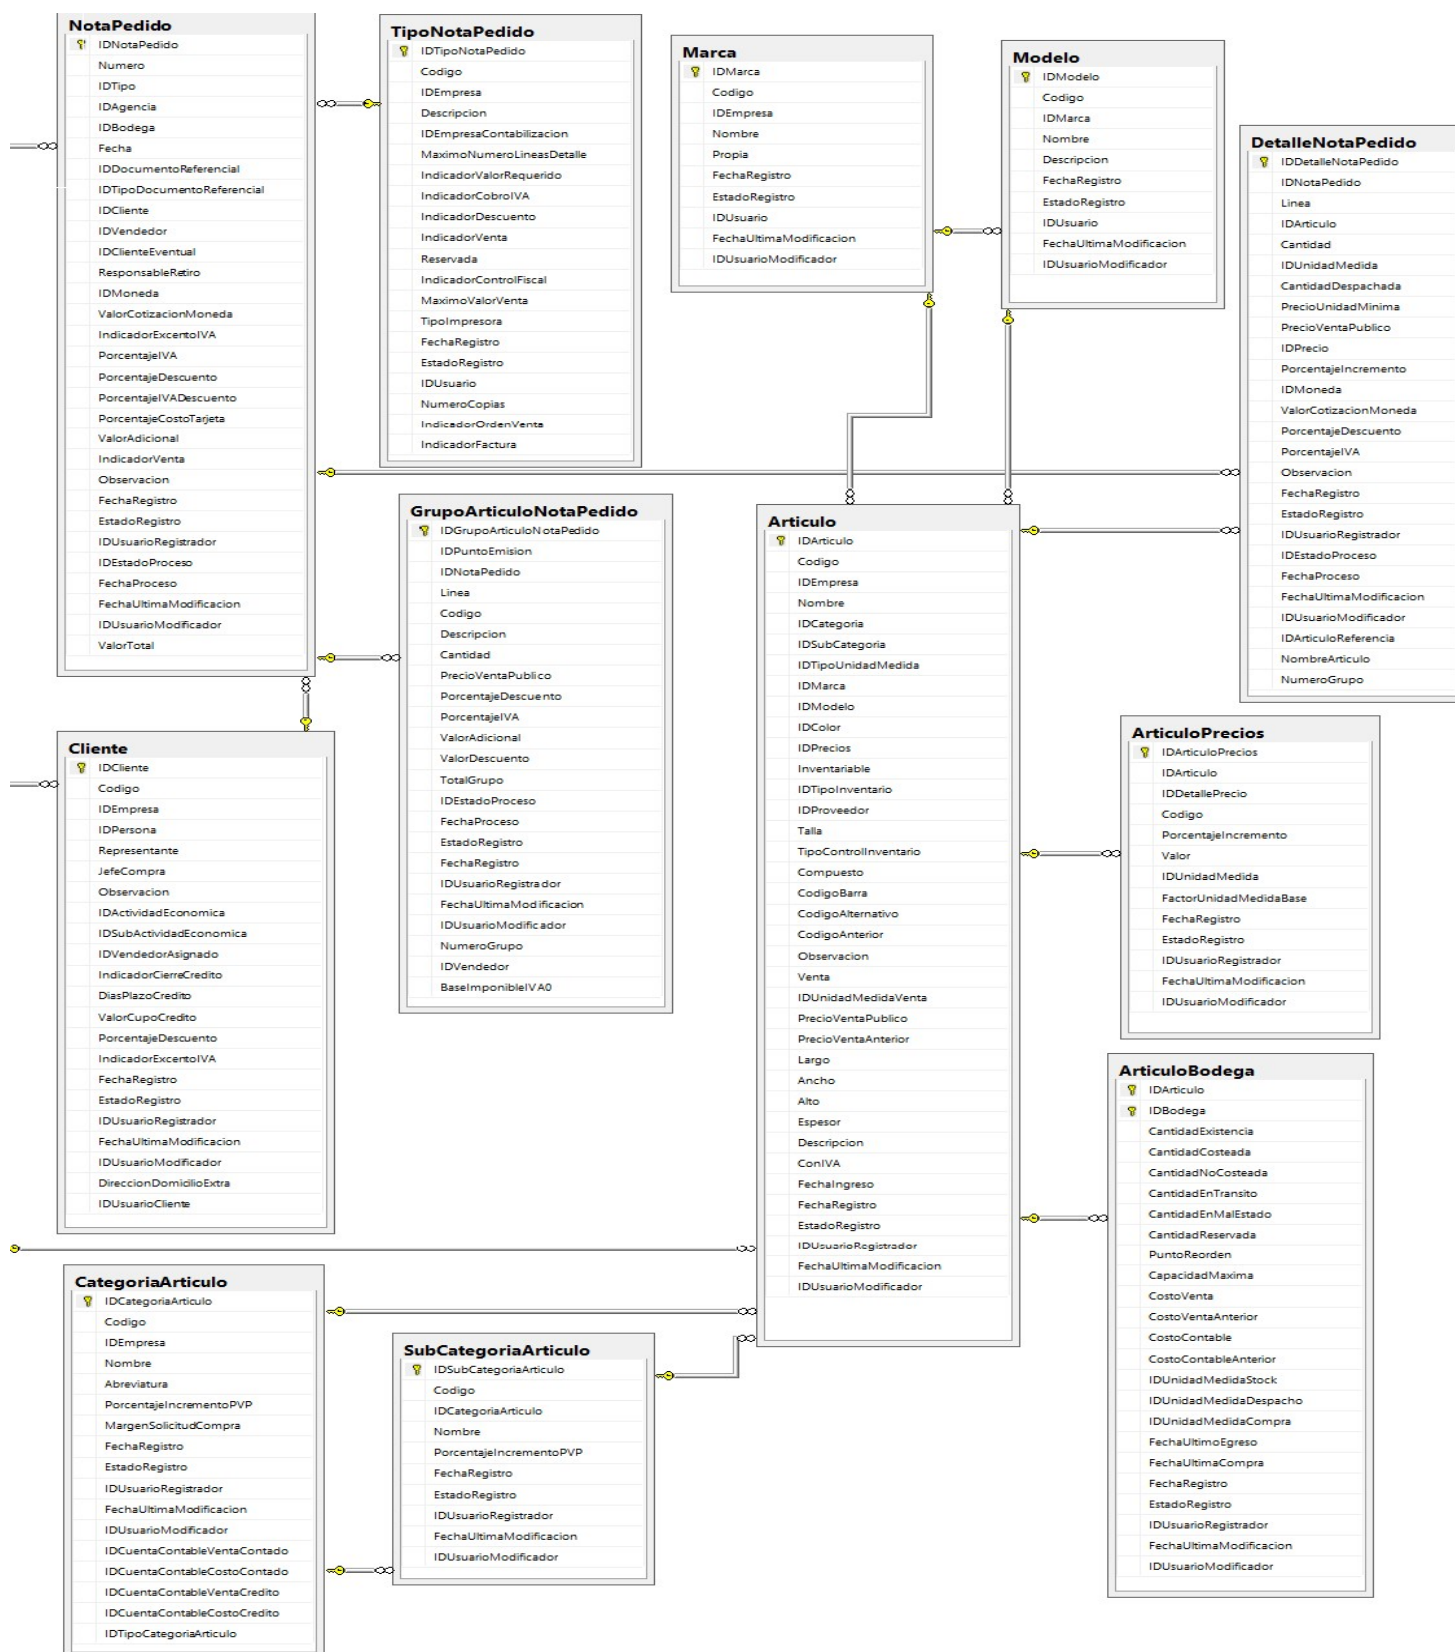 NotaPedido
IDNotaPedido
Numero
IDTipo
IDAgencia
IDBodega
Fecha
IDDocumentoReferencial
IDTipoDocumentoReferencial
IDCliente
IDVendedor
IDClienteEventual
ResponsableRetiro
IDMoneda
ValorCotizacionMoneda
IndicadorExcentoIVA
PorcentajeIVA
PorcentajeDescuento
PorcentajeIVADescuento
PorcentajeCostoTarjeta
ValorAdicional
IndicadorVenta
Observacion
FechaRegistro
EstadoRegistro
IDUsuarioRegistrador
IDEstadoProceso
FechaProceso
FechaUltimaModificacion
IDUsuarioModificador
ValorTotal
TipoNotaPedido
IDTipoNotaPedido
Codigo
IDEmpresa
Descripcion
IDEmpresaContabilizacion
MaximoNumeroLineasDetalle
IndicadorValorRequerido
IndicadorCobroIVA
IndicadorDescuento
IndicadorVenta
Reservada
IndicadorControlFiscal
MaximoValorVenta
TipoImpresora
FechaRegistro
EstadoRegistro
IDUsuario
NumeroCopias
IndicadorOrdenVenta
IndicadorFactura
Marca
IDMarca
Codigo
IDEmpresa
Nombre
Propia
FechaRegistro
EstadoRegistro
IDUsuario
FechaUltimaModificacion
IDUsuarioModificador
Modelo
IDModelo
Codigo
IDMarca
Nombre
Descripcion
FechaRegistro
EstadoRegistro
IDUsuario
FechaUltimaModificacion
IDUsuarioModificador
DetalleNotaPedido
IDDetalleNotaPedido
IDNotaPedido
Linea
IDArticulo
Cantidad
IDUnidadMedida
CantidadDespachada
PrecioUnidadMinima
PrecioVentaPublico
IDPrecio
PorcentajeIncremento
IDMoneda
ValorCotizacionMoneda
PorcentajeDescuento
PorcentajeIVA
Observacion
FechaRegistro
EstadoRegistro
IDUsuarioRegistrador
IDEstadoProceso
FechaProceso
FechaUltimaModificacion
IDUsuarioModificador
IDArticuloReferencia
NombreArticulo
NumeroGrupo
GrupoArticuloNotaPedido
IDGrupoArticuloNotaPedido
IDPuntoEmision
IDNotaPedido
Linea
Codigo
Descripcion
Cantidad
PrecioVentaPublico
PorcentajeDescuento
PorcentajeIVA
ValorAdicional
ValorDescuento
TotalGrupo
IDEstadoProceso
FechaProceso
EstadoRegistro
FechaRegistro
IDUsuarioRegistrador
FechaUltimaModificacion
IDUsuarioModificador
NumeroGrupo
IDVendedor
BaseImponibleIVA0
Articulo
IDArticulo
Codigo
IDEmpresa
Nombre
IDCategoria
IDSubCategoria
IDTipoUnidadMedida
IDMarca
IDModelo
IDColor
IDPrecios
Inventariable
IDTipoInventario
IDProveedor
Talla
TipoControlInventario
Compuesto
CodigoBarra
CodigoAlternativo
CodigoAnterior
Observacion
Venta
IDUnidadMedidaVenta
PrecioVentaPublico
PrecioVentaAnterior
Largo
Ancho
Alto
Espesor
Descripcion
ConIVA
FechaIngreso
FechaRegistro
EstadoRegistro
IDUsuarioRegistrador
FechaUltimaModificacion
IDUsuarioModificador
ArticuloPrecios
IDArticuloPrecios
IDArticulo
IDDetallePrecio
Codigo
PorcentajeIncremento
Valor
IDUnidadMedida
FactorUnidadMedidaBase
FechaRegistro
EstadoRegistro
IDUsuarioRegistrador
FechaUltimaModificacion
IDUsuarioModificador
Cliente
IDCliente
Codigo
IDEmpresa
IDPersona
Representante
JefeCompra
Observacion
IDActividadEconomica
IDSubActividadEconomica
IDVendedorAsignado
IndicadorCierreCredito
DiasPlazoCredito
ValorCupoCredito
PorcentajeDescuento
IndicadorExcentoIVA
FechaRegistro
EstadoRegistro
IDUsuarioRegistrador
FechaUltimaModificacion
IDUsuarioModificador
DireccionDomicilioExtra
IDUsuarioCliente
ArticuloBodega
IDArticulo
IDBodega
CantidadExistencia
CantidadCosteada
CantidadNoCosteada
CantidadEnTransito
CantidadEnMalEstado
CantidadReservada
PuntoReorden
CapacidadMaxima
CostoVenta
CostoVentaAnterior
CostoContable
CostoContableAnterior
IDUnidadMedidaStock
IDUnidadMedidaDespacho
IDUnidadMedidaCompra
FechaUltimoEgreso
FechaUltimaCompra
FechaRegistro
EstadoRegistro
IDUsuarioRegistrador
FechaUltimaModificacion
IDUsuarioModificador
CategoriaArticulo
IDCategoriaArticulo
Codigo
IDEmpresa
Nombre
Abreviatura
PorcentajeIncrementoPVP
MargenSolicitudCompra
FechaRegistro
EstadoRegistro
IDUsuarioRegistrador
FechaUltimaModificacion
IDUsuarioModificador
IDCuentaContableVentaContado
IDCuentaContableCostoContado
IDCuentaContableVentaCredito
IDCuentaContableCostoCredito
IDTipoCategoriaArticulo
SubCategoriaArticulo
IDSubCategoriaArticulo
Codigo
IDCategoriaArticulo
Nombre
PorcentajeIncrementoPVP
FechaRegistro
EstadoRegistro
IDUsuarioRegistrador
FechaUltimaModificacion
IDUsuarioModificador